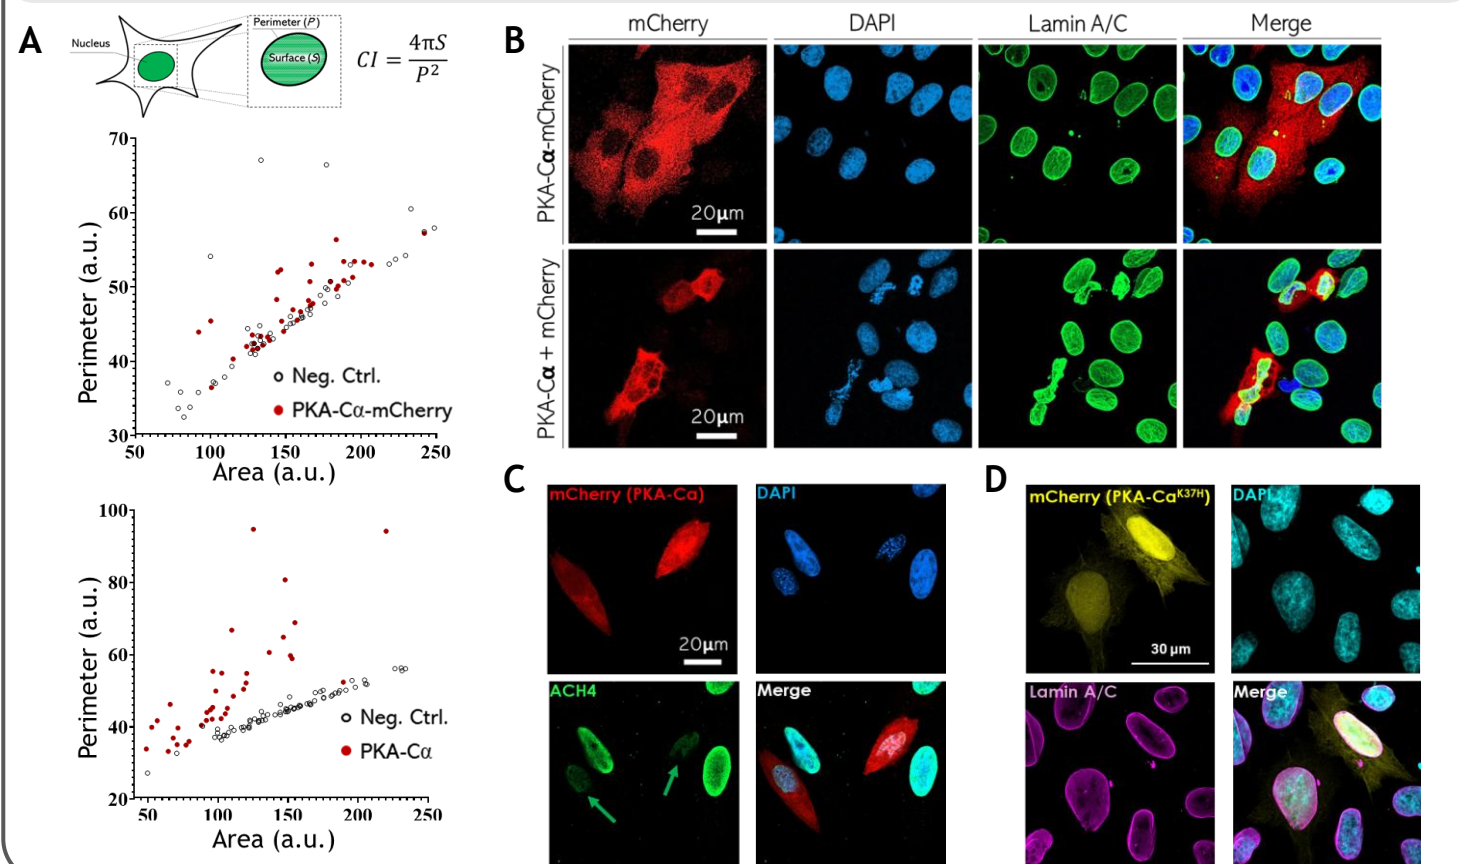 A
Nucleus
Perimeter (P)
Surface (S)
CI = 4πS / P²
70
60
50
40
30
50
100
150
200
250
Perimeter (a.u.)
Area (a.u.)
Neg. Ctrl.
PKA-Cα-mCherry
100
80
60
40
20
50
100
150
200
250
Perimeter (a.u.)
Area (a.u.)
Neg. Ctrl.
PKA-Cα
B
mCherry
DAPI
Lamin A/C
Merge
PKA-Cα-mCherry
20μm
PKA-Cα + mCherry
20μm
C
mCherry (PKA-Ca)
DAPI
20μm
ACH4
Merge
D
mCherry (PKA-Caᴷ³⁷ᴴ)
DAPI
30 μm
Lamin A/C
Merge